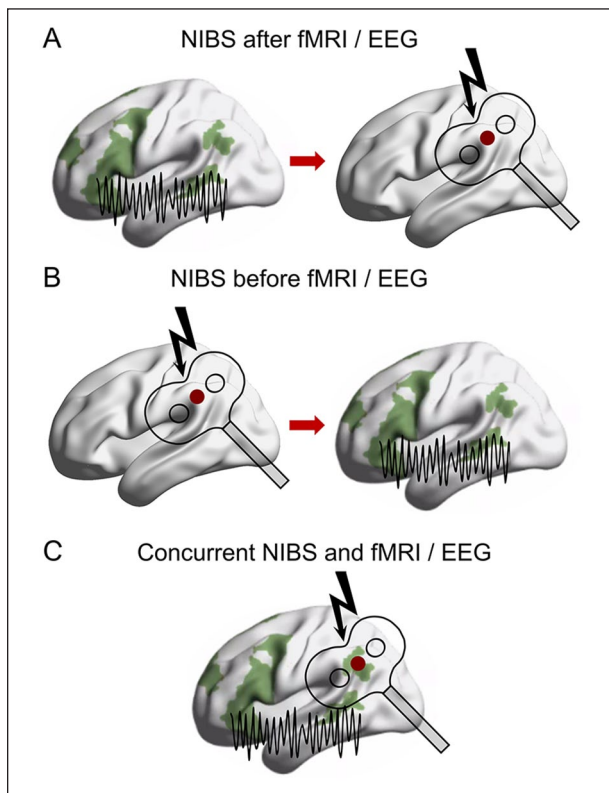 A
NIBS after fMRI / EEG
B
NIBS before fMRI / EEG
C
Concurrent NIBS and fMRI / EEG